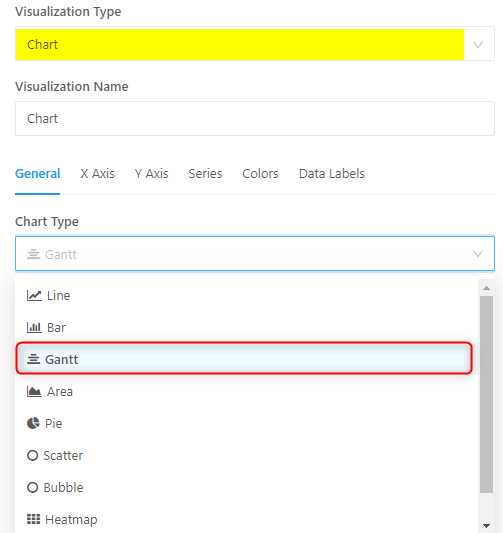 Visualization Type
Chart
Visualization Name
Chart
General X Axis Y Axis Series Colors Data Labels
Chart Type
Gantt
Line
Bar
Gantt
Area
Pie
Scatter
Bubble
Heatmap